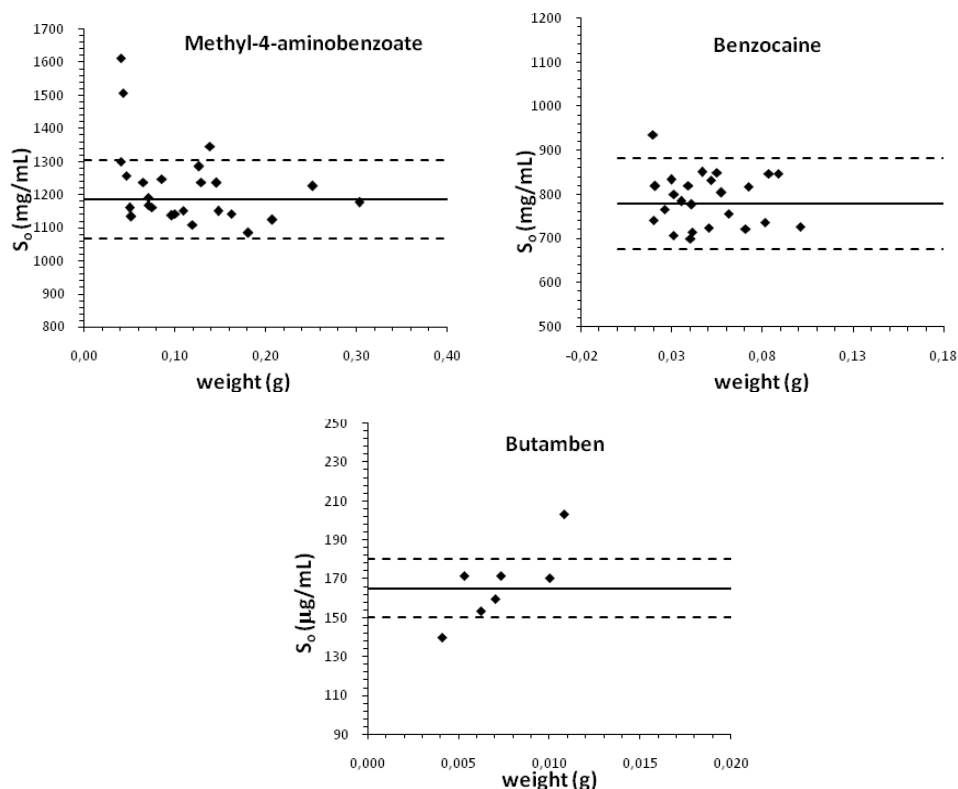 Methyl-4-aminobenzoate
S₀ (mg/mL)
1700
1600
1500
1400
1300
1200
1100
1000
900
800
0,00 0,10 0,20 0,30 0,40
weight (g)
Benzocaine
S₀ (mg/mL)
1200
1100
1000
900
800
700
600
500
-0,02 0,03 0,08 0,13 0,18
weight (g)
Butamben
S₀ (µg/mL)
250
230
210
190
170
150
130
110
90
0,000 0,005 0,010 0,015 0,020
weight (g)